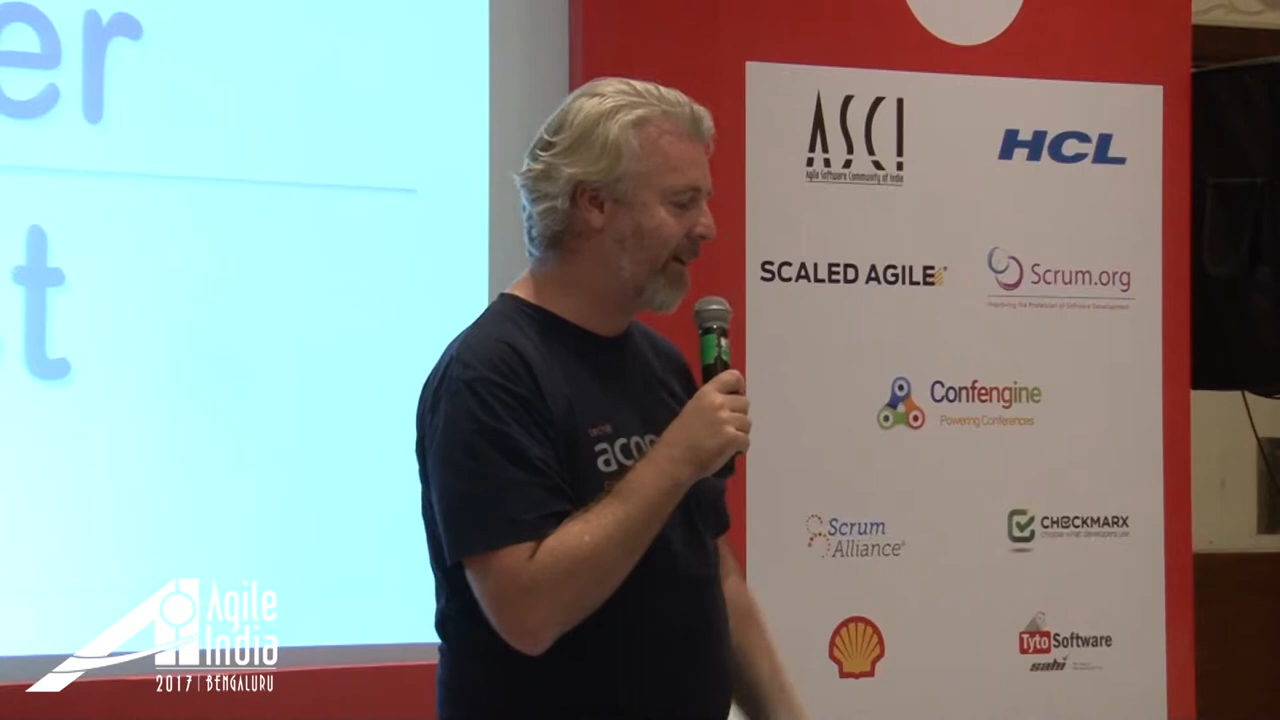 er
t
ASCI
Agile Software Community of India
HCL
SCALED AGILE
Scrum.org
Improving the Profession of Software Development
Confengine
Powering Conferences
Scrum
Alliance®
CHECKMARX
Tyto Software
sahi
Agile
India
2017 | BENGALURU